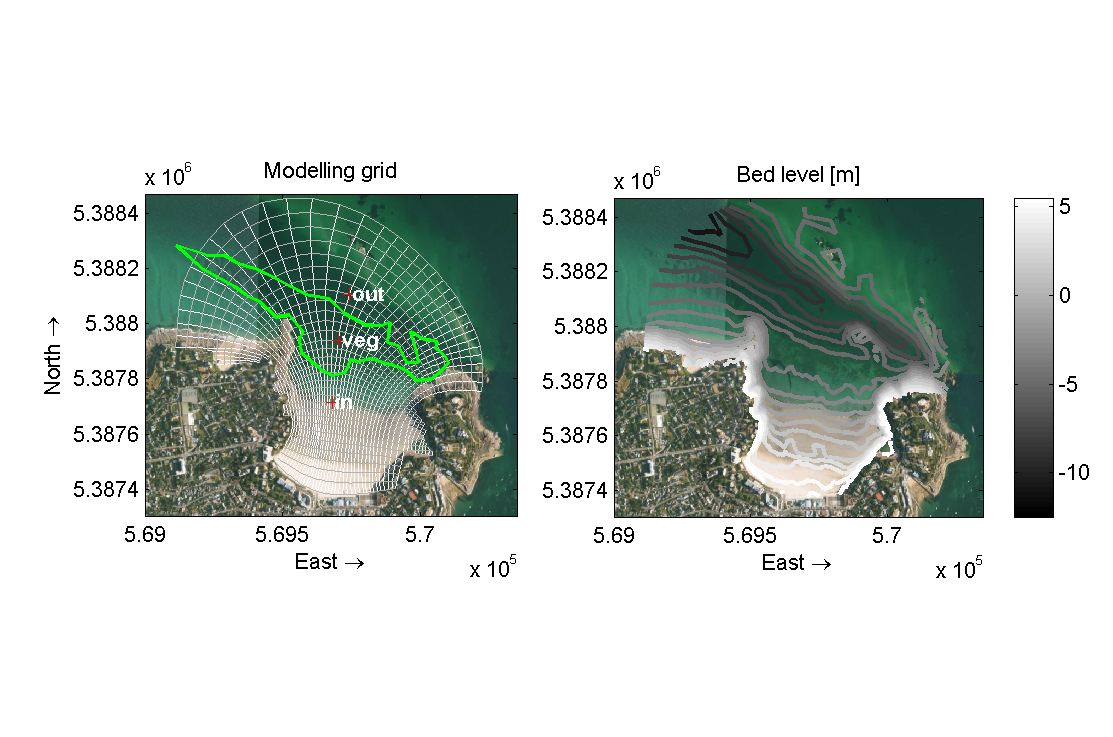 Modelling grid
x 10^6
5.3884
5.3882
5.388
5.3878
5.3876
5.3874
North →
out
veg
in
5.69
5.695
5.7
East →
x 10^5
Bed level [m]
x 10^6
5.3884
5.3882
5.388
5.3878
5.3876
5.3874
5.69
5.695
5.7
East →
x 10^5
5
0
-5
-10